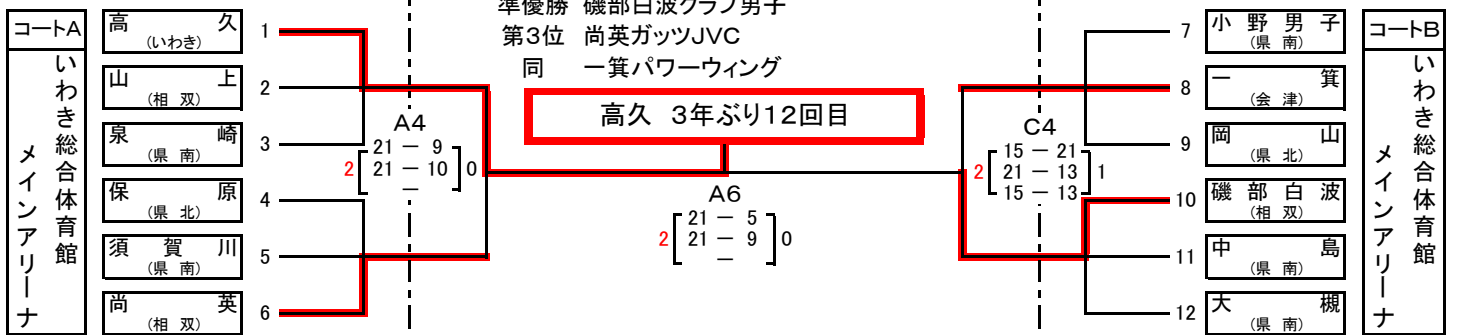 準優勝 磯部白波クラブ男子
第3位 尚英ガッツJVC
同 一箕パワーウィング
高久 3年ぶり12回目
コートA
いわき総合体育館
メインアリーナ
高久
(いわき)
1
山上
(相双)
2
泉崎
(県南)
3
保原
(県北)
4
須賀川
(県南)
5
尚英
(相双)
6
A4
21 － 9
2 21 － 10 0
－
A6
21 － 5
2 21 － 9 0
－
C4
15 － 21
2 21 － 13 1
15 － 13
7
小野男子
(県南)
8
一箕
(会津)
9
岡山
(県北)
10
磯部白波
(相双)
11
中島
(県南)
12
大槻
(県南)
コートB
いわき総合体育館
メインアリーナ